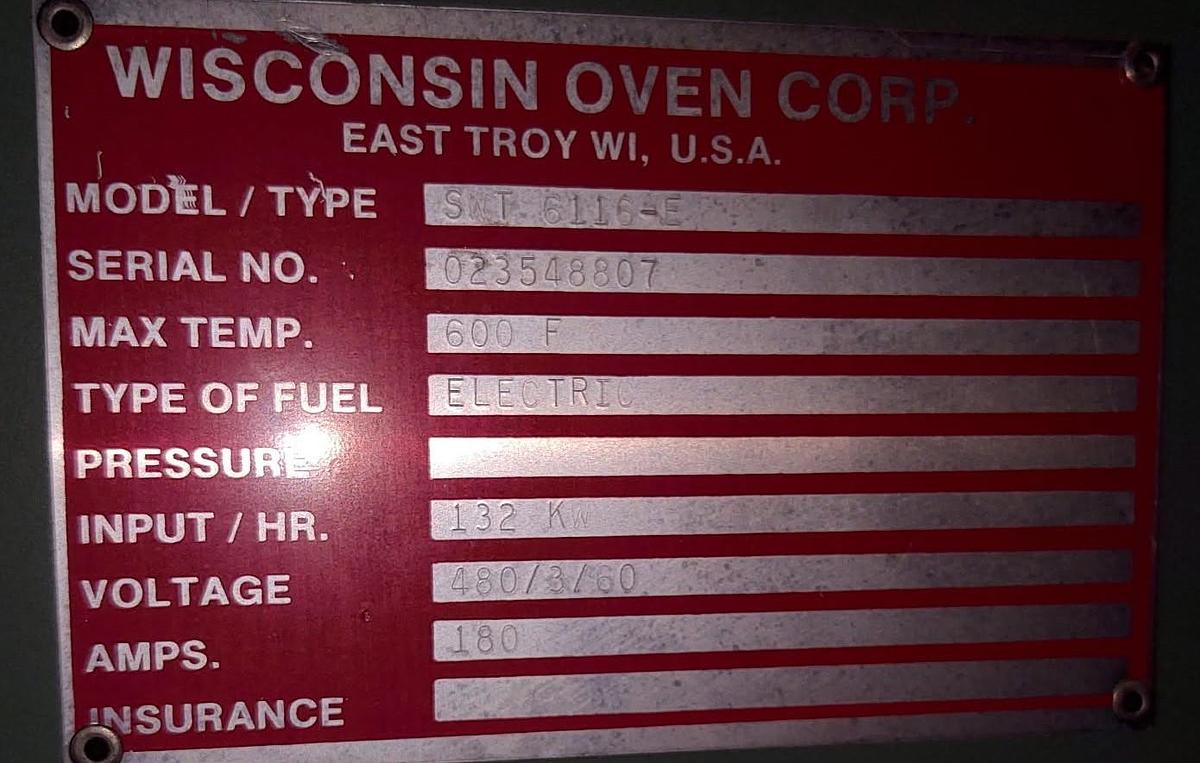 WISCONSIN OVEN CORP.
EAST TROY WI, U.S.A.
MODEL / TYPE SWT 6116-E
SERIAL NO. 023548807
MAX TEMP. 600 F
TYPE OF FUEL ELECTRIC
PRESSURE
INPUT / HR. 132 KW
VOLTAGE 480/3/60
AMPS. 180
INSURANCE